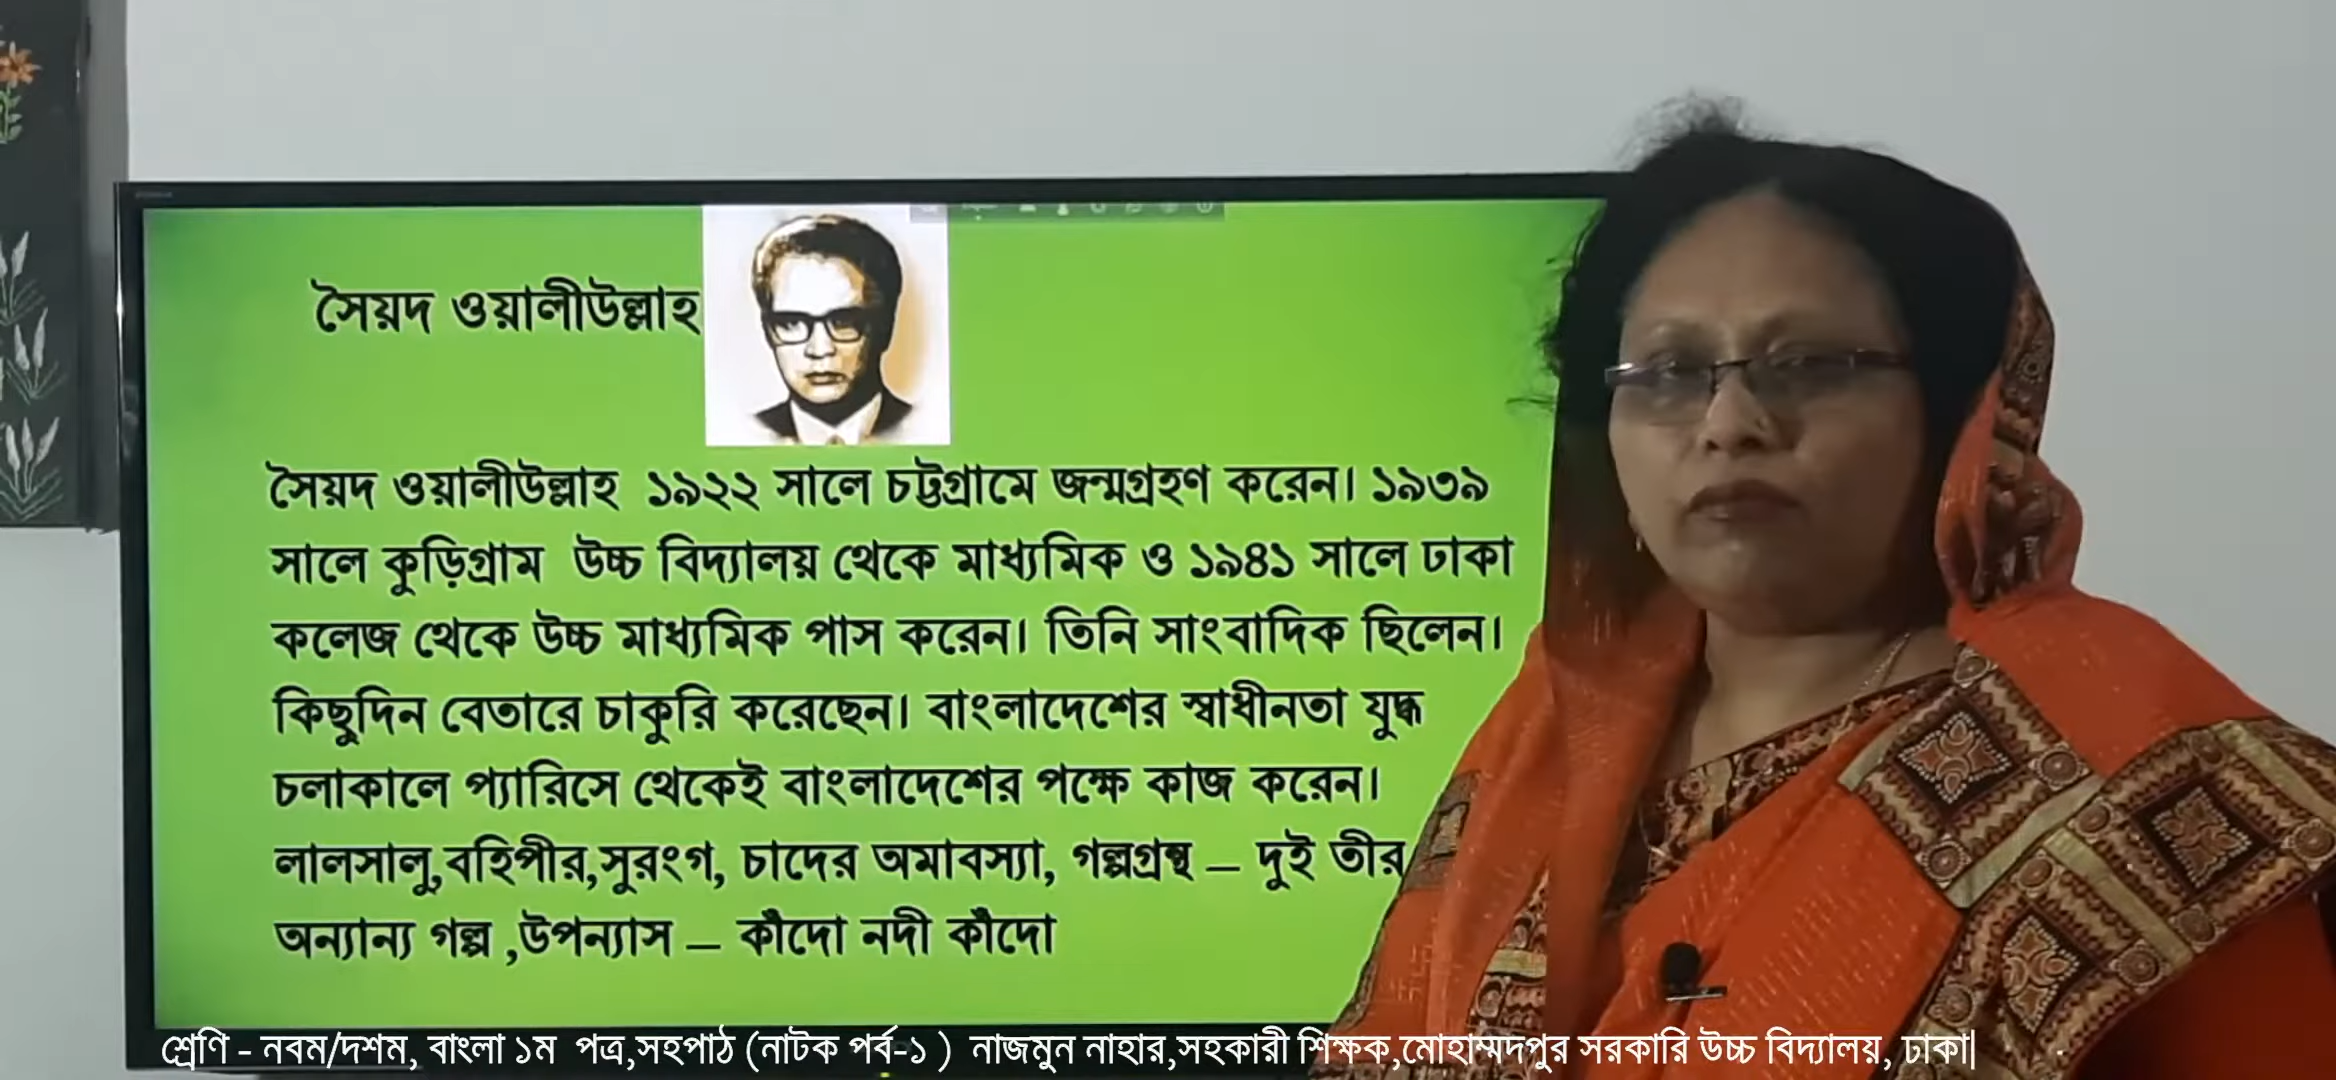 সৈয়দ ওয়ালীউল্লাহ
সৈয়দ ওয়ালীউল্লাহ ১৯২২ সালে চট্টগ্রামে জন্মগ্রহণ করেন। ১৯৩৯
সালে কুড়িগ্রাম উচ্চ বিদ্যালয় থেকে মাধ্যমিক ও ১৯৪১ সালে ঢাকা
কলেজ থেকে উচ্চ মাধ্যমিক পাস করেন। তিনি সাংবাদিক ছিলেন।
কিছুদিন বেতারে চাকুরি করেছেন। বাংলাদেশের স্বাধীনতা যুদ্ধ
চলাকালে প্যারিসে থেকেই বাংলাদেশের পক্ষে কাজ করেন।
লালসালু,বহিপীর,সুরংগ, চাদের অমাবস্যা, গল্পগ্রন্থ – দুই তীর
অন্যান্য গল্প ,উপন্যাস – কাঁদো নদী কাঁদো
শ্রেণি - নবম/দশম, বাংলা ১ম পত্র,সহপাঠ (নাটক পর্ব-১ ) নাজমুন নাহার,সহকারী শিক্ষক,মোহাম্মদপুর সরকারি উচ্চ বিদ্যালয়, ঢাকা|